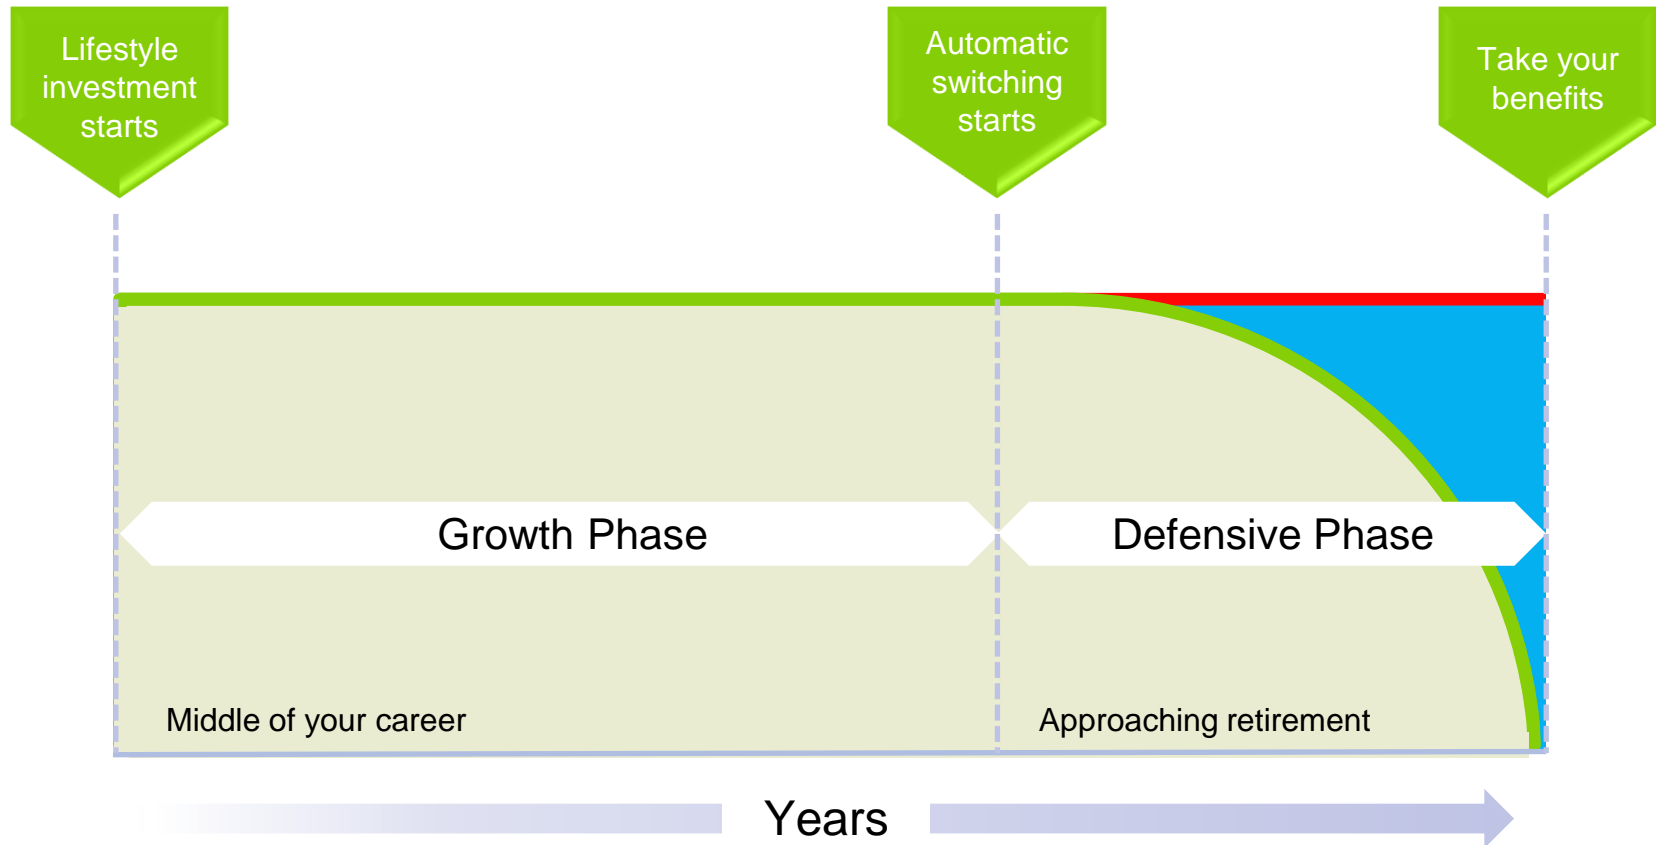 Lifestyle
investment
starts
Automatic
switching
starts
Take your
benefits
Growth Phase
Defensive Phase
Middle of your career
Approaching retirement
Years